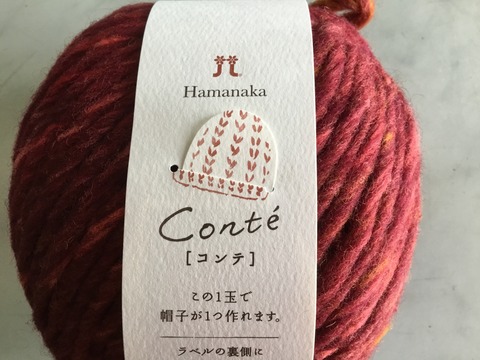 Hamanaka
Conté
[コンテ]
この1玉で
帽子が1つ作れます。
ラベルの裏側に